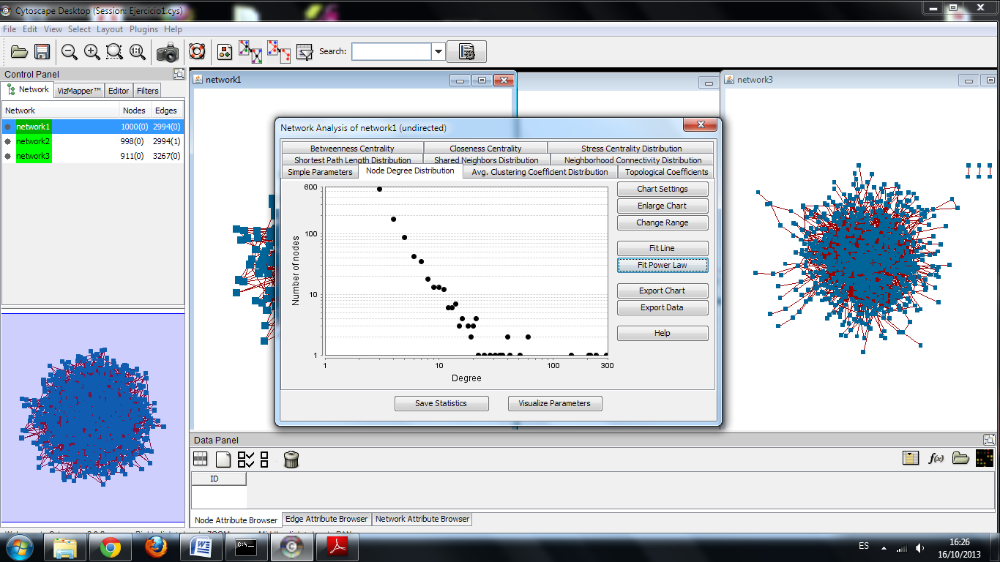 Cytoscape Desktop (Session: Ejercicio1.cys)
File Edit View Select Layout Plugins Help
Search:
Control Panel
Network VizMapper™ Editor Filters
Network Nodes Edges
network1 1000(0) 2994(0)
network2 998(0) 2994(1)
network3 911(0) 3267(0)
network1
network3
Network Analysis of network1 (undirected)
Betweenness Centrality Closeness Centrality Stress Centrality Distribution
Shortest Path Length Distribution Shared Neighbors Distribution Neighborhood Connectivity Distribution
Simple Parameters Node Degree Distribution Avg. Clustering Coefficient Distribution Topological Coefficients
600
100
10
1
Number of nodes
1 10 100 300
Degree
Chart Settings
Enlarge Chart
Change Range
Fit Line
Fit Power Law
Export Chart
Export Data
Help
Save Statistics Visualize Parameters
Data Panel
f(x)
ID
Node Attribute Browser Edge Attribute Browser Network Attribute Browser
C:\
W
C
ES
16:26
16/10/2013